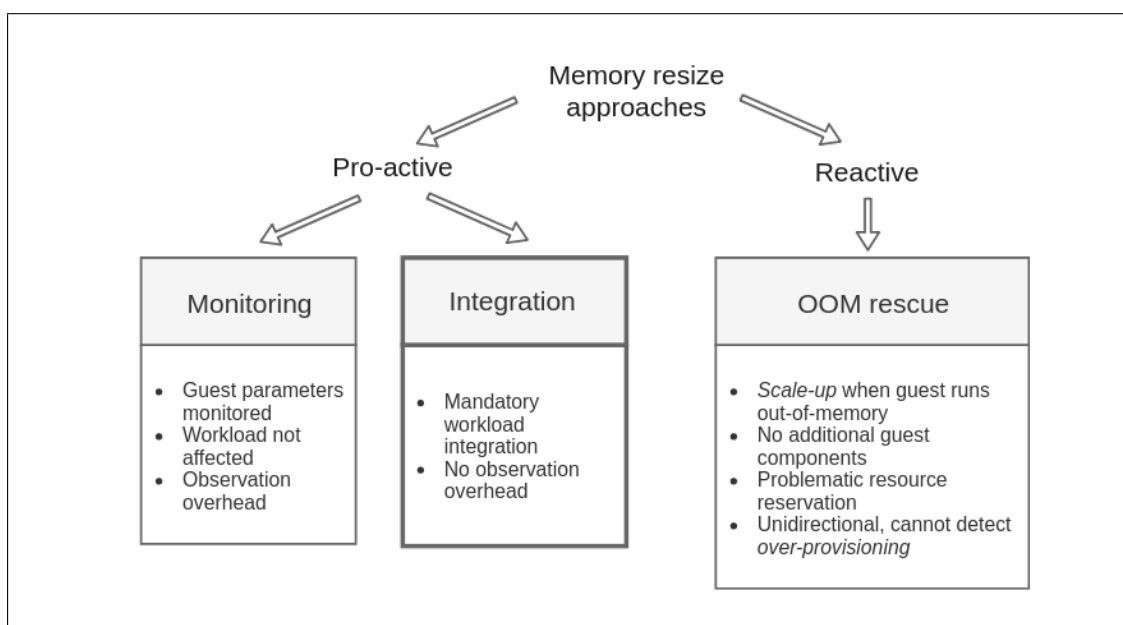 Memory resize
approaches
Pro-active
Reactive
Monitoring
• Guest parameters
monitored
• Workload not
affected
• Observation
overhead
Integration
• Mandatory
workload
integration
• No observation
overhead
OOM rescue
• Scale-up when guest runs
out-of-memory
• No additional guest
components
• Problematic resource
reservation
• Unidirectional, cannot detect
over-provisioning